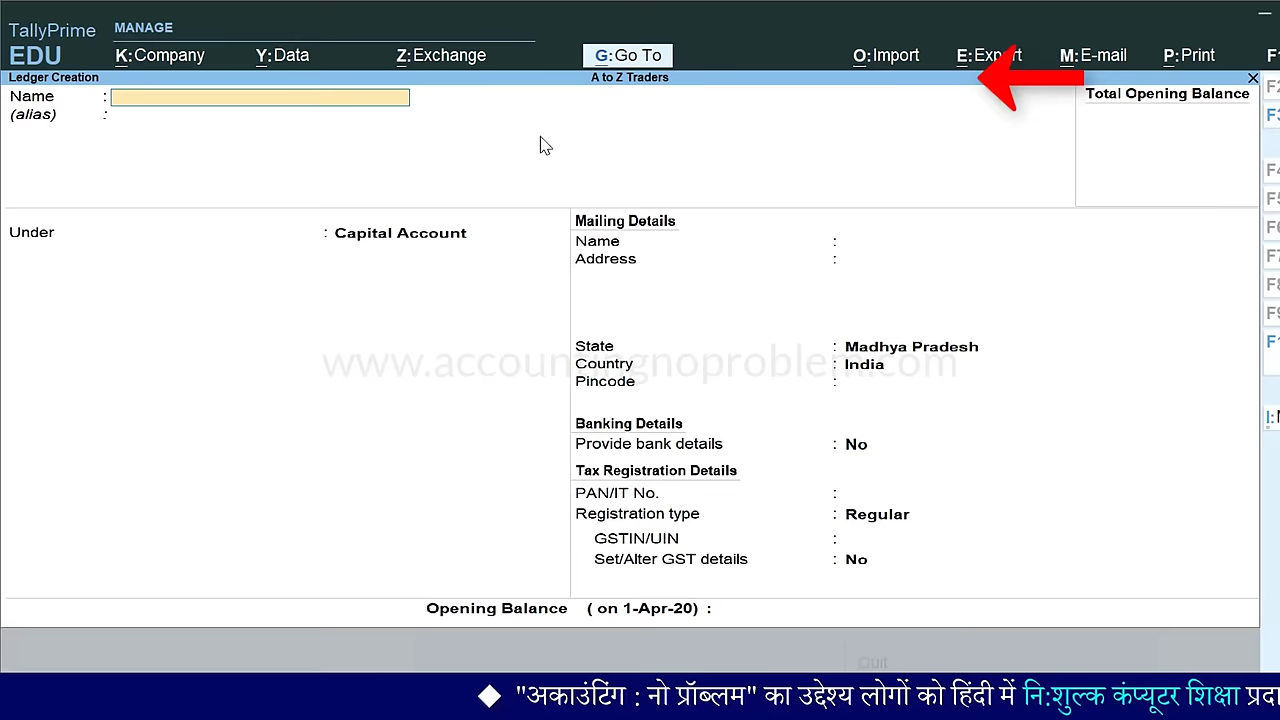 TallyPrime MANAGE
EDU K:Company Y:Data Z:Exchange G:Go To O:Import E:Export M:E-mail P:Print
Ledger Creation A to Z Traders
Name :
(alias) :
Total Opening Balance
Under : Capital Account
Mailing Details
Name :
Address :
State : Madhya Pradesh
Country : India
Pincode :
www.accountingnoproblem.com
Banking Details
Provide bank details : No
Tax Registration Details
PAN/IT No. :
Registration type : Regular
GSTIN/UIN :
Set/Alter GST details : No
Opening Balance ( on 1-Apr-20) :
Quit
◆ "अकाउंटिंग : नो प्रॉब्लम" का उद्देश्य लोगों को हिंदी में नि:शुल्क कंप्यूटर शिक्षा